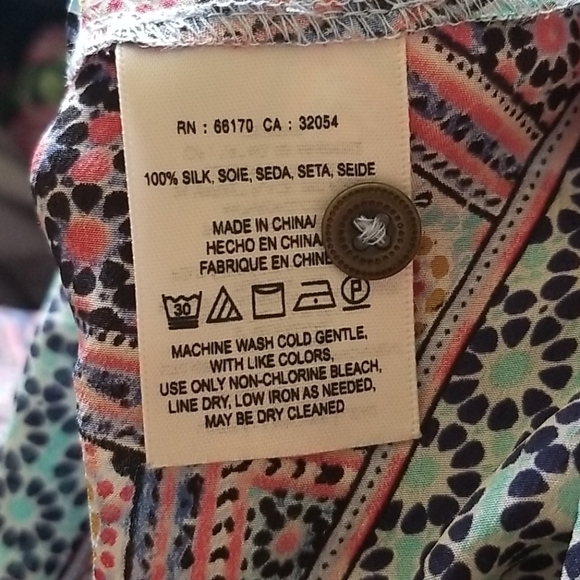 RN : 66170 CA : 32054
100% SILK, SOIE, SEDA, SETA, SEIDE
MADE IN CHINA/
HECHO EN CHINA
FABRIQUE EN CHINE
30 P
MACHINE WASH COLD GENTLE,
WITH LIKE COLORS,
USE ONLY NON-CHLORINE BLEACH,
LINE DRY, LOW IRON AS NEEDED,
MAY BE DRY CLEANED